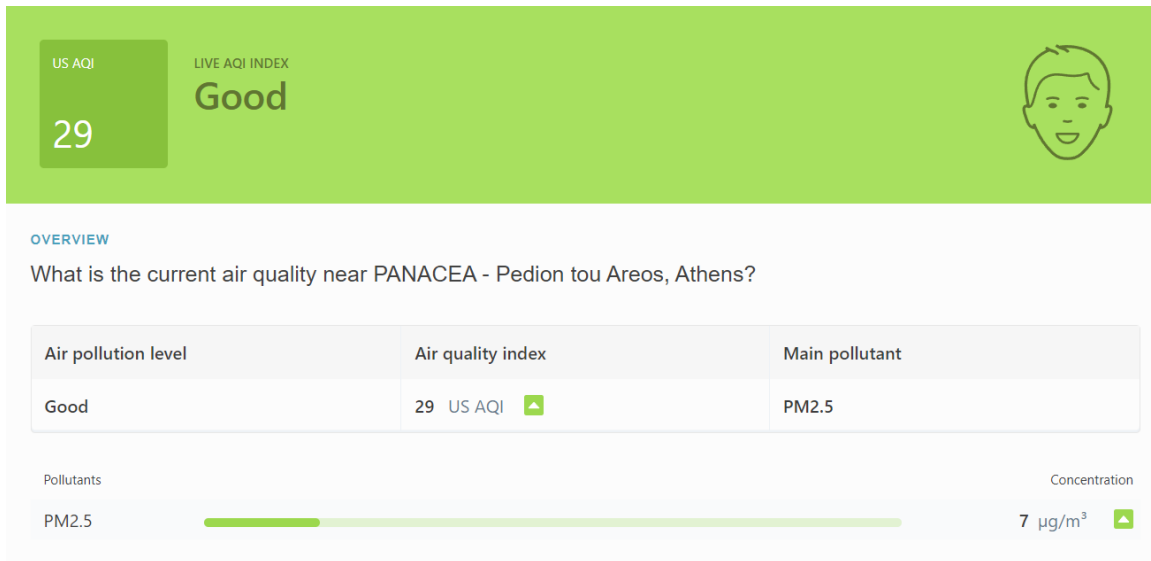 US AQI
29
LIVE AQI INDEX
Good
OVERVIEW
What is the current air quality near PANACEA - Pedion tou Areos, Athens?
Air pollution level Air quality index Main pollutant
Good 29 US AQI PM2.5
Pollutants Concentration
PM2.5 7 µg/m³